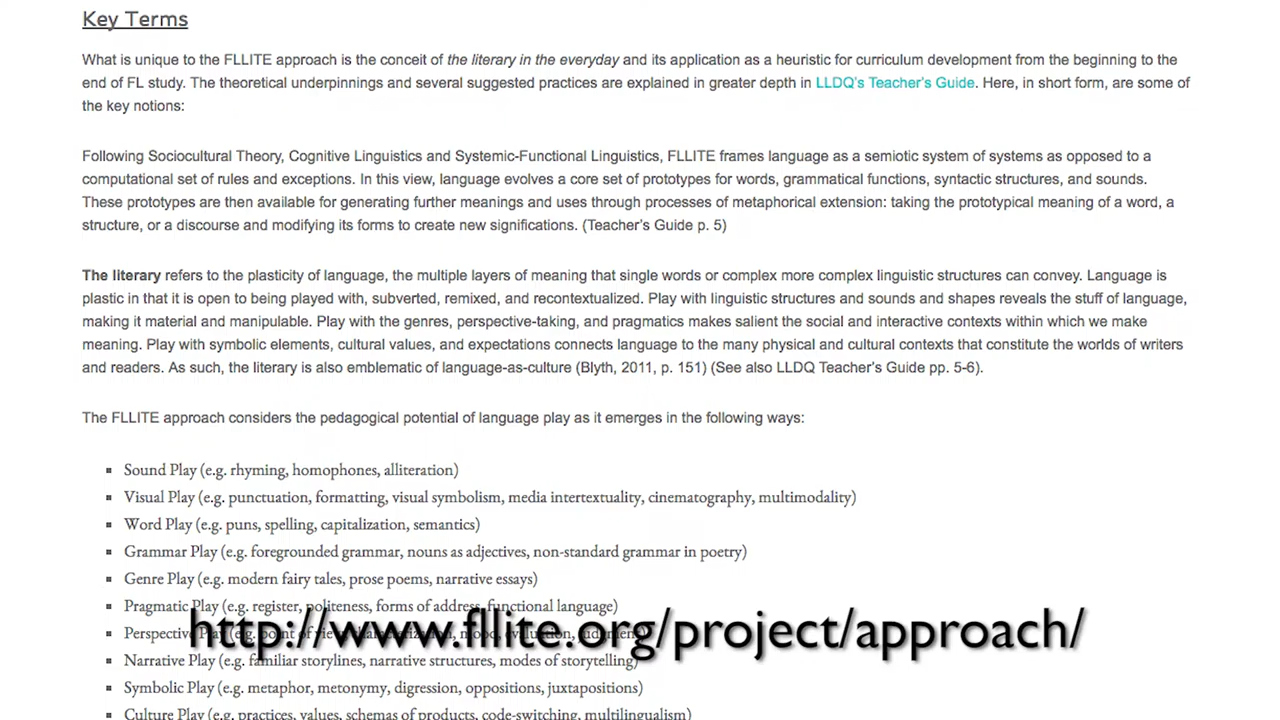 Key Terms
What is unique to the FLLITE approach is the conceit of the literary in the everyday and its application as a heuristic for curriculum development from the beginning to the
end of FL study. The theoretical underpinnings and several suggested practices are explained in greater depth in LLDQ's Teacher's Guide. Here, in short form, are some of
the key notions:
Following Sociocultural Theory, Cognitive Linguistics and Systemic-Functional Linguistics, FLLITE frames language as a semiotic system of systems as opposed to a
computational set of rules and exceptions. In this view, language evolves a core set of prototypes for words, grammatical functions, syntactic structures, and sounds.
These prototypes are then available for generating further meanings and uses through processes of metaphorical extension: taking the prototypical meaning of a word, a
structure, or a discourse and modifying its forms to create new significations. (Teacher's Guide p. 5)
The literary refers to the plasticity of language, the multiple layers of meaning that single words or complex more complex linguistic structures can convey. Language is
plastic in that it is open to being played with, subverted, remixed, and recontextualized. Play with linguistic structures and sounds and shapes reveals the stuff of language,
making it material and manipulable. Play with the genres, perspective-taking, and pragmatics makes salient the social and interactive contexts within which we make
meaning. Play with symbolic elements, cultural values, and expectations connects language to the many physical and cultural contexts that constitute the worlds of writers
and readers. As such, the literary is also emblematic of language-as-culture (Blyth, 2011, p. 151) (See also LLDQ Teacher's Guide pp. 5-6).
The FLLITE approach considers the pedagogical potential of language play as it emerges in the following ways:
Sound Play (e.g. rhyming, homophones, alliteration)
Visual Play (e.g. punctuation, formatting, visual symbolism, media intertextuality, cinematography, multimodality)
Word Play (e.g. puns, spelling, capitalization, semantics)
Grammar Play (e.g. foregrounded grammar, nouns as adjectives, non-standard grammar in poetry)
Genre Play (e.g. modern fairy tales, prose poems, narrative essays)
Pragmatic Play (e.g. register, politeness, forms of address, functional language)
Perspective Play (e.g. point of view, characterization, mood, evaluation, judgment)
http://www.fllite.org/project/approach/
Narrative Play (e.g. familiar storylines, narrative structures, modes of storytelling)
Symbolic Play (e.g. metaphor, metonymy, digression, oppositions, juxtapositions)
Culture Play (e.g. practices, values, schemas of products, code-switching, multilingualism)